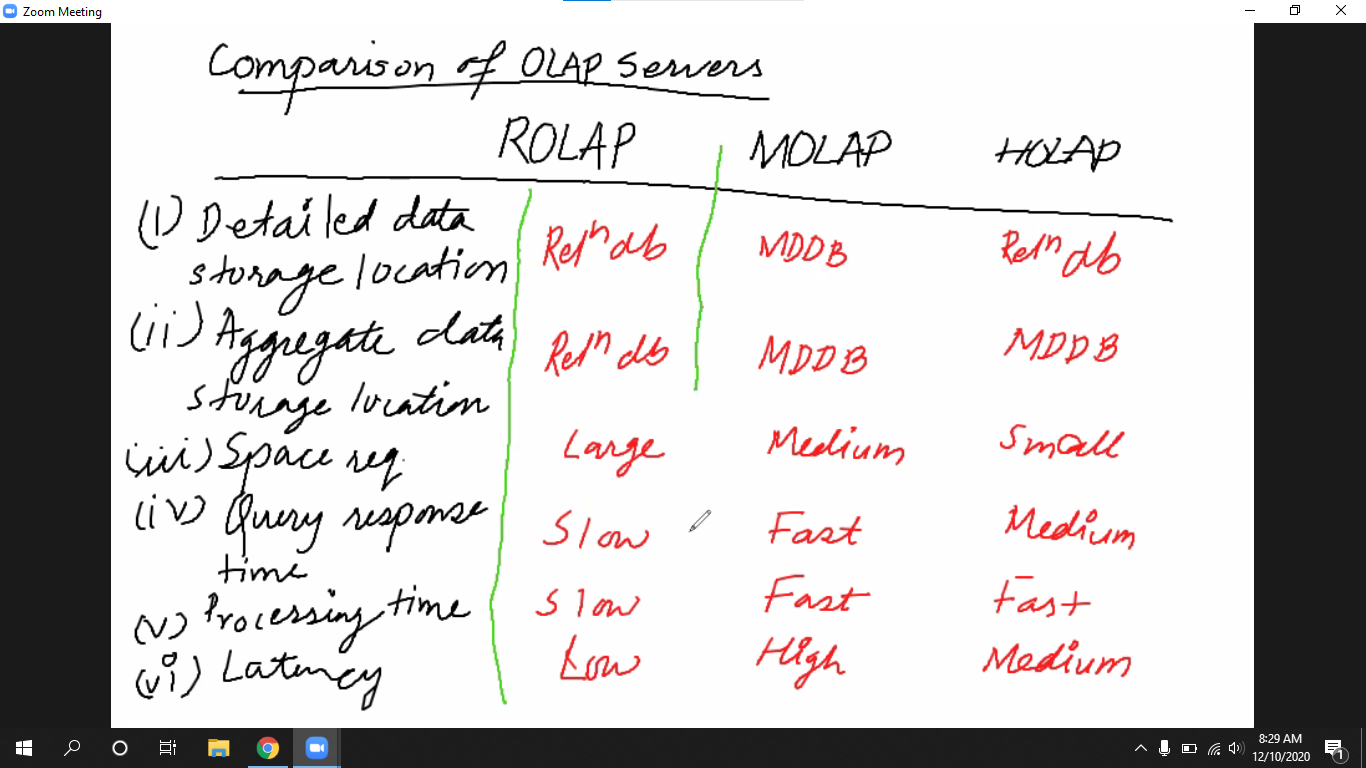 Zoom Meeting
Comparison of OLAP Servers
ROLAP MOLAP HOLAP
(i) Detailed data
storage location Relⁿ db MDDB Relⁿ db
(ii) Aggregate data
storage location Relⁿ db MDDB MDDB
(iii) Space req. Large Medium Small
(iv) Query response
time Slow Fast Medium
(v) Processing time Slow Fast Fast
(vi) Latency Low High Medium
8:29 AM
12/10/2020
1